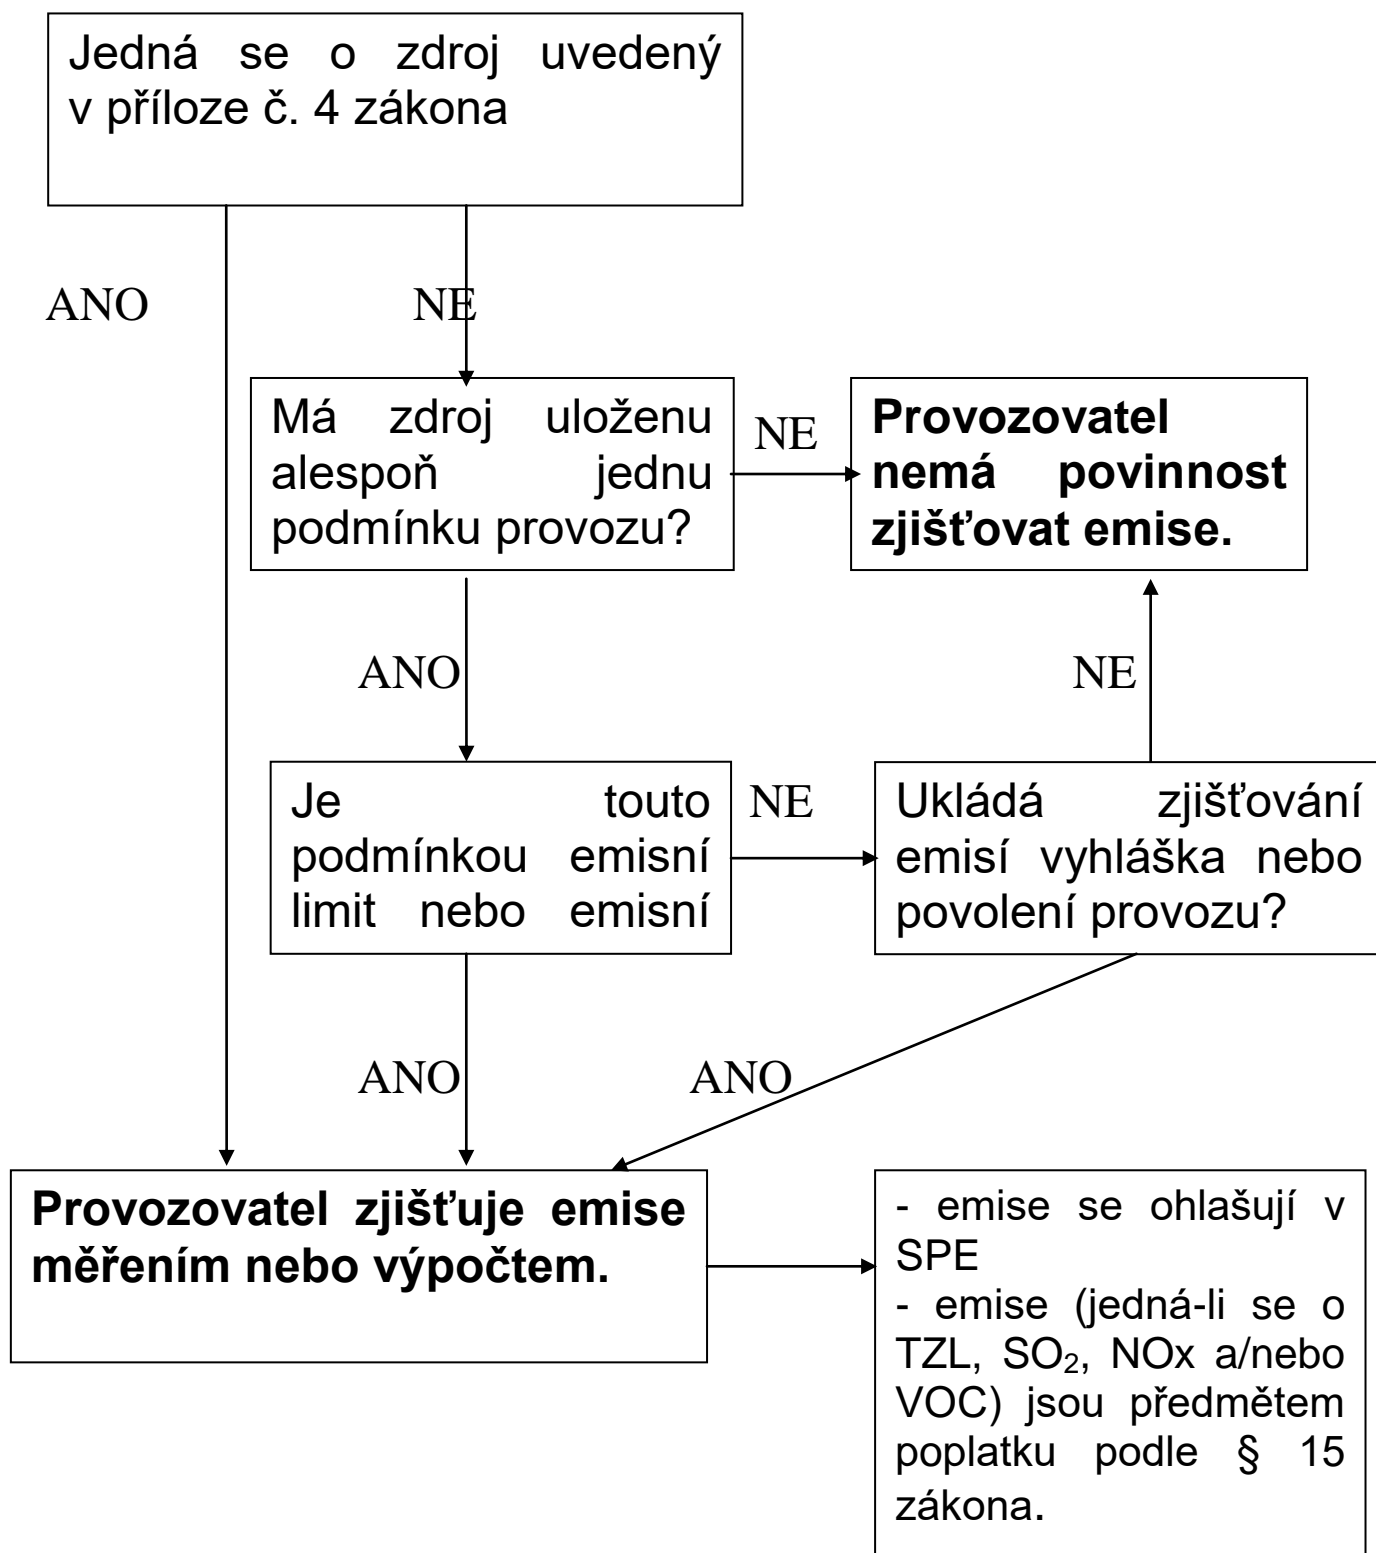 Jedná se o zdroj uvedený
v příloze č. 4 zákona
ANO
NE
Má zdroj uloženu
alespoň jednu
podmínku provozu?
NE
Provozovatel
nemá povinnost
zjišťovat emise.
ANO
NE
Je touto
podmínkou emisní
limit nebo emisní
NE
Ukládá zjišťování
emisí vyhláška nebo
povolení provozu?
ANO
ANO
Provozovatel zjišťuje emise
měřením nebo výpočtem.
- emise se ohlašují v
SPE
- emise (jedná-li se o
TZL, SO₂, NOx a/nebo
VOC) jsou předmětem
poplatku podle § 15
zákona.